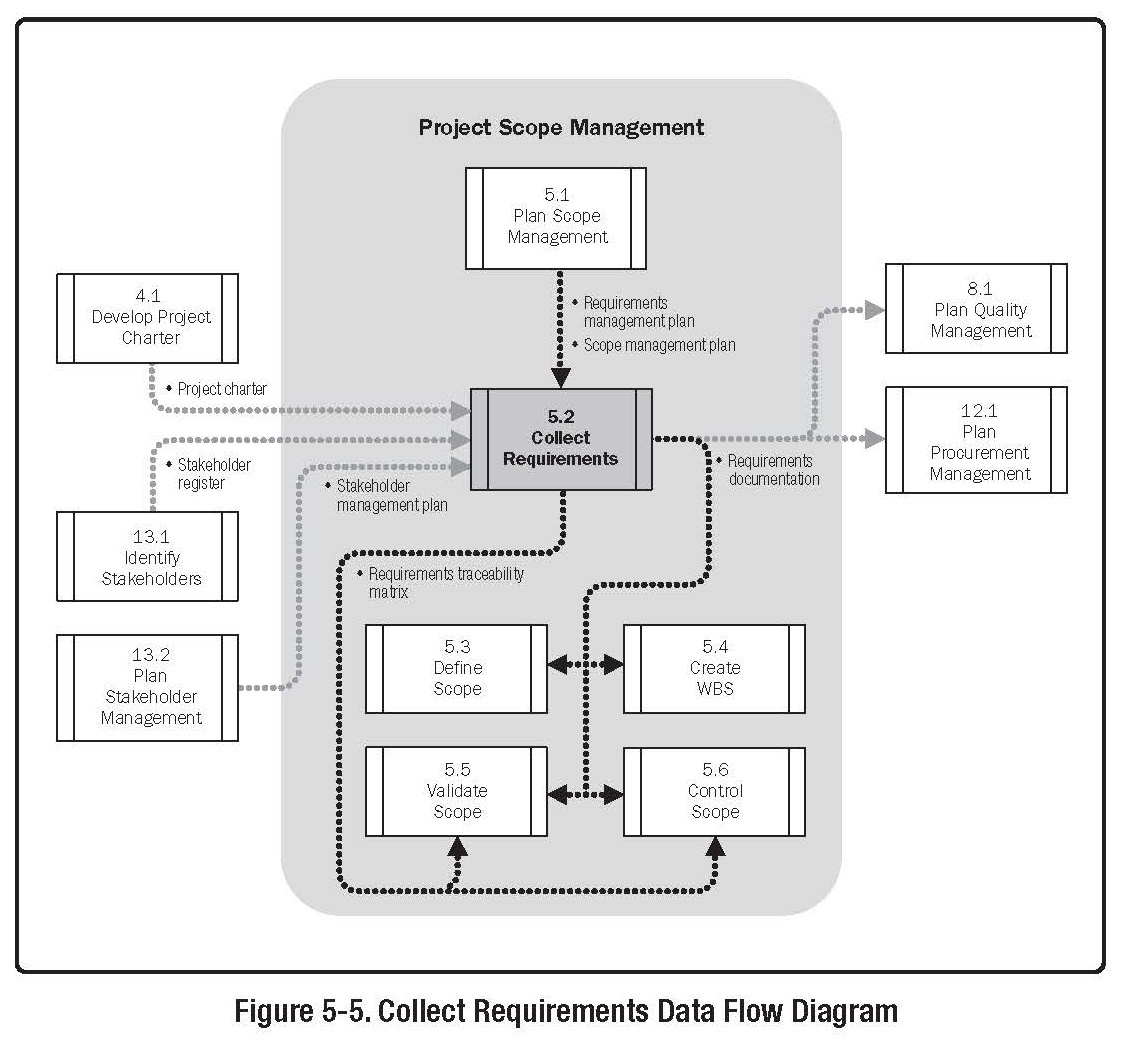 Project Scope Management
5.1
Plan Scope
Management
4.1
Develop Project
Charter
8.1
Plan Quality
Management
• Requirements
management plan
• Scope management plan
• Project charter
5.2
Collect
Requirements
12.1
Plan
Procurement
Management
• Stakeholder
register
• Stakeholder
management plan
• Requirements
documentation
13.1
Identify
Stakeholders
• Requirements traceability
matrix
13.2
Plan
Stakeholder
Management
5.3
Define
Scope
5.4
Create
WBS
5.5
Validate
Scope
5.6
Control
Scope
Figure 5-5. Collect Requirements Data Flow Diagram